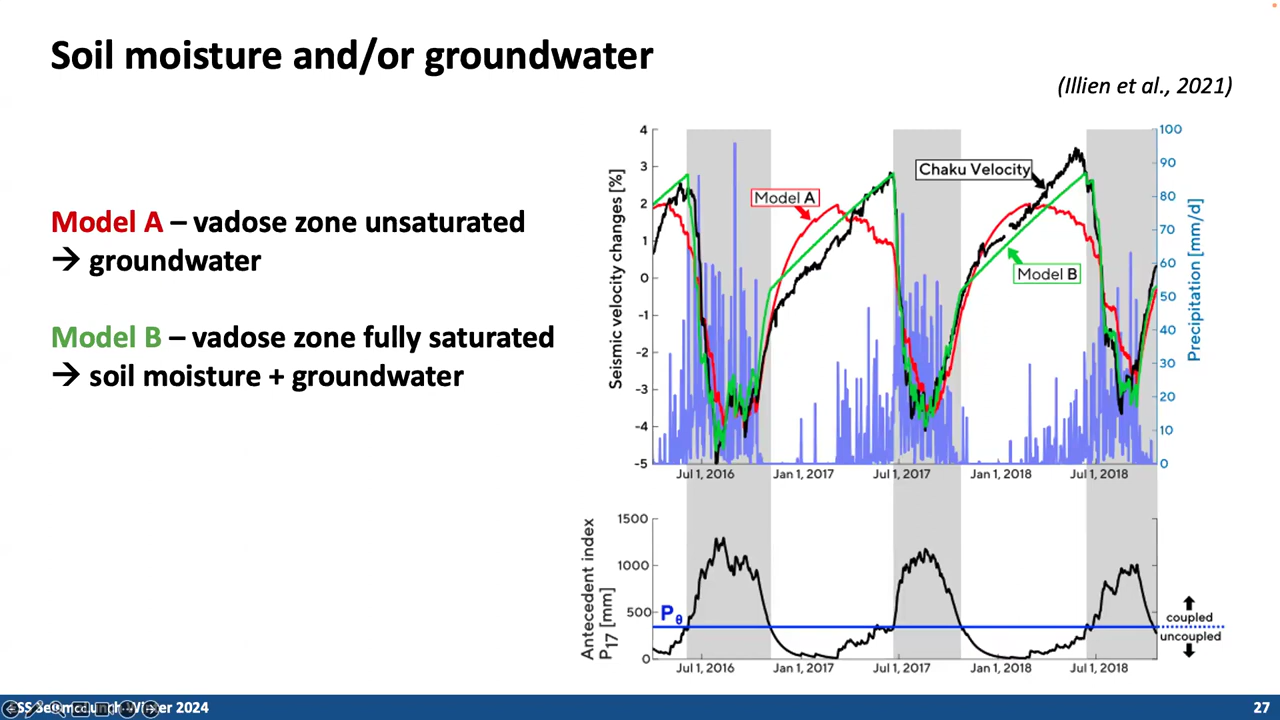 Soil moisture and/or groundwater
(Illien et al., 2021)
Model A – vadose zone unsaturated
→ groundwater
Model B – vadose zone fully saturated
→ soil moisture + groundwater
Seismic velocity changes [%]
4
3
2
1
0
-1
-2
-3
-4
-5
Chaku Velocity
Model A
Model B
100
90
80
70
60
50
40
30
20
10
0
Precipitation [mm/d]
Jul 1, 2016
Jan 1, 2017
Jul 1, 2017
Jan 1, 2018
Jul 1, 2018
Antecedent index
P17 [mm]
1500
1000
500
0
Pθ
coupled
uncoupled
Jul 1, 2016
Jan 1, 2017
Jul 1, 2017
Jan 1, 2018
Jul 1, 2018
Winter 2024
27